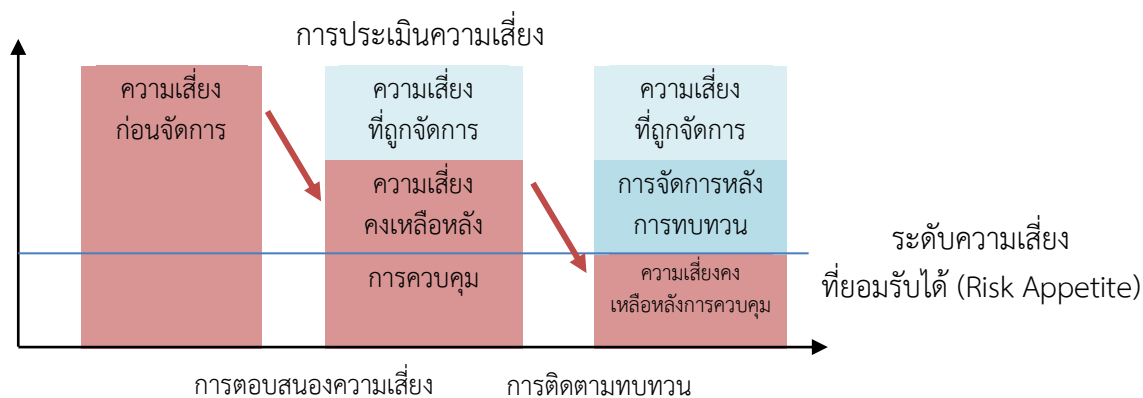 การประเมินความเสี่ยง
ความเสี่ยง
ก่อนจัดการ
ความเสี่ยง
ที่ถูกจัดการ
ความเสี่ยง
คงเหลือหลัง
การควบคุม
ความเสี่ยง
ที่ถูกจัดการ
การจัดการหลัง
การทบทวน
ความเสี่ยงคง
เหลือหลังการควบคุม
ระดับความเสี่ยง
ที่ยอมรับได้ (Risk Appetite)
การตอบสนองความเสี่ยง
การติดตามทบทวน